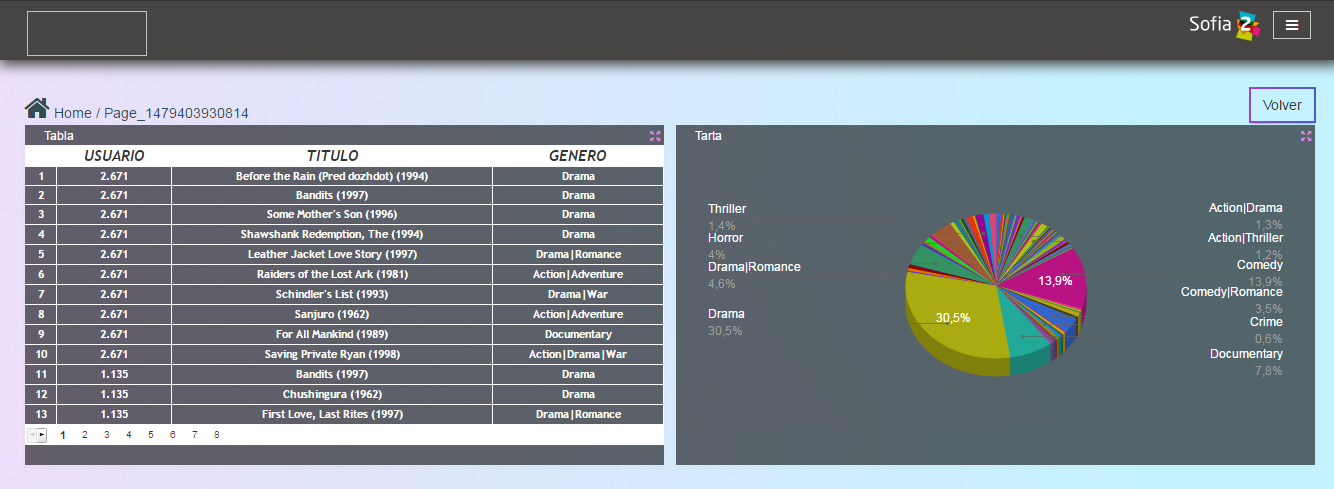 Sofia 2
Home / Page_1479403930814
Volver
Tabla
USUARIO TITULO GENERO
1 2.671 Before the Rain (Pred dozhdot) (1994) Drama
2 2.671 Bandits (1997) Drama
3 2.671 Some Mother's Son (1996) Drama
4 2.671 Shawshank Redemption, The (1994) Drama
5 2.671 Leather Jacket Love Story (1997) Drama|Romance
6 2.671 Raiders of the Lost Ark (1981) Action|Adventure
7 2.671 Schindler's List (1993) Drama|War
8 2.671 Sanjuro (1962) Action|Adventure
9 2.671 For All Mankind (1989) Documentary
10 2.671 Saving Private Ryan (1998) Action|Drama|War
11 1.135 Bandits (1997) Drama
12 1.135 Chushingura (1962) Drama
13 1.135 First Love, Last Rites (1997) Drama|Romance
1 2 3 4 5 6 7 8
Tarta
Thriller
1,4%
Horror
4%
Drama|Romance
4,6%
Drama
30,5%
30,5%
13,9%
Action|Drama
1,3%
Action|Thriller
1,2%
Comedy
13,9%
Comedy|Romance
3,5%
Crime
0,6%
Documentary
7,8%